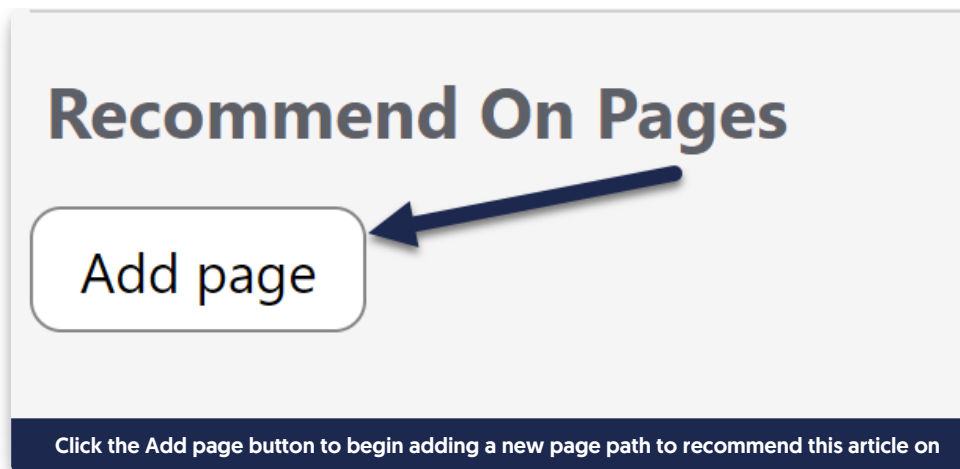 Recommend On Pages
Add page
Click the Add page button to begin adding a new page path to recommend this article on